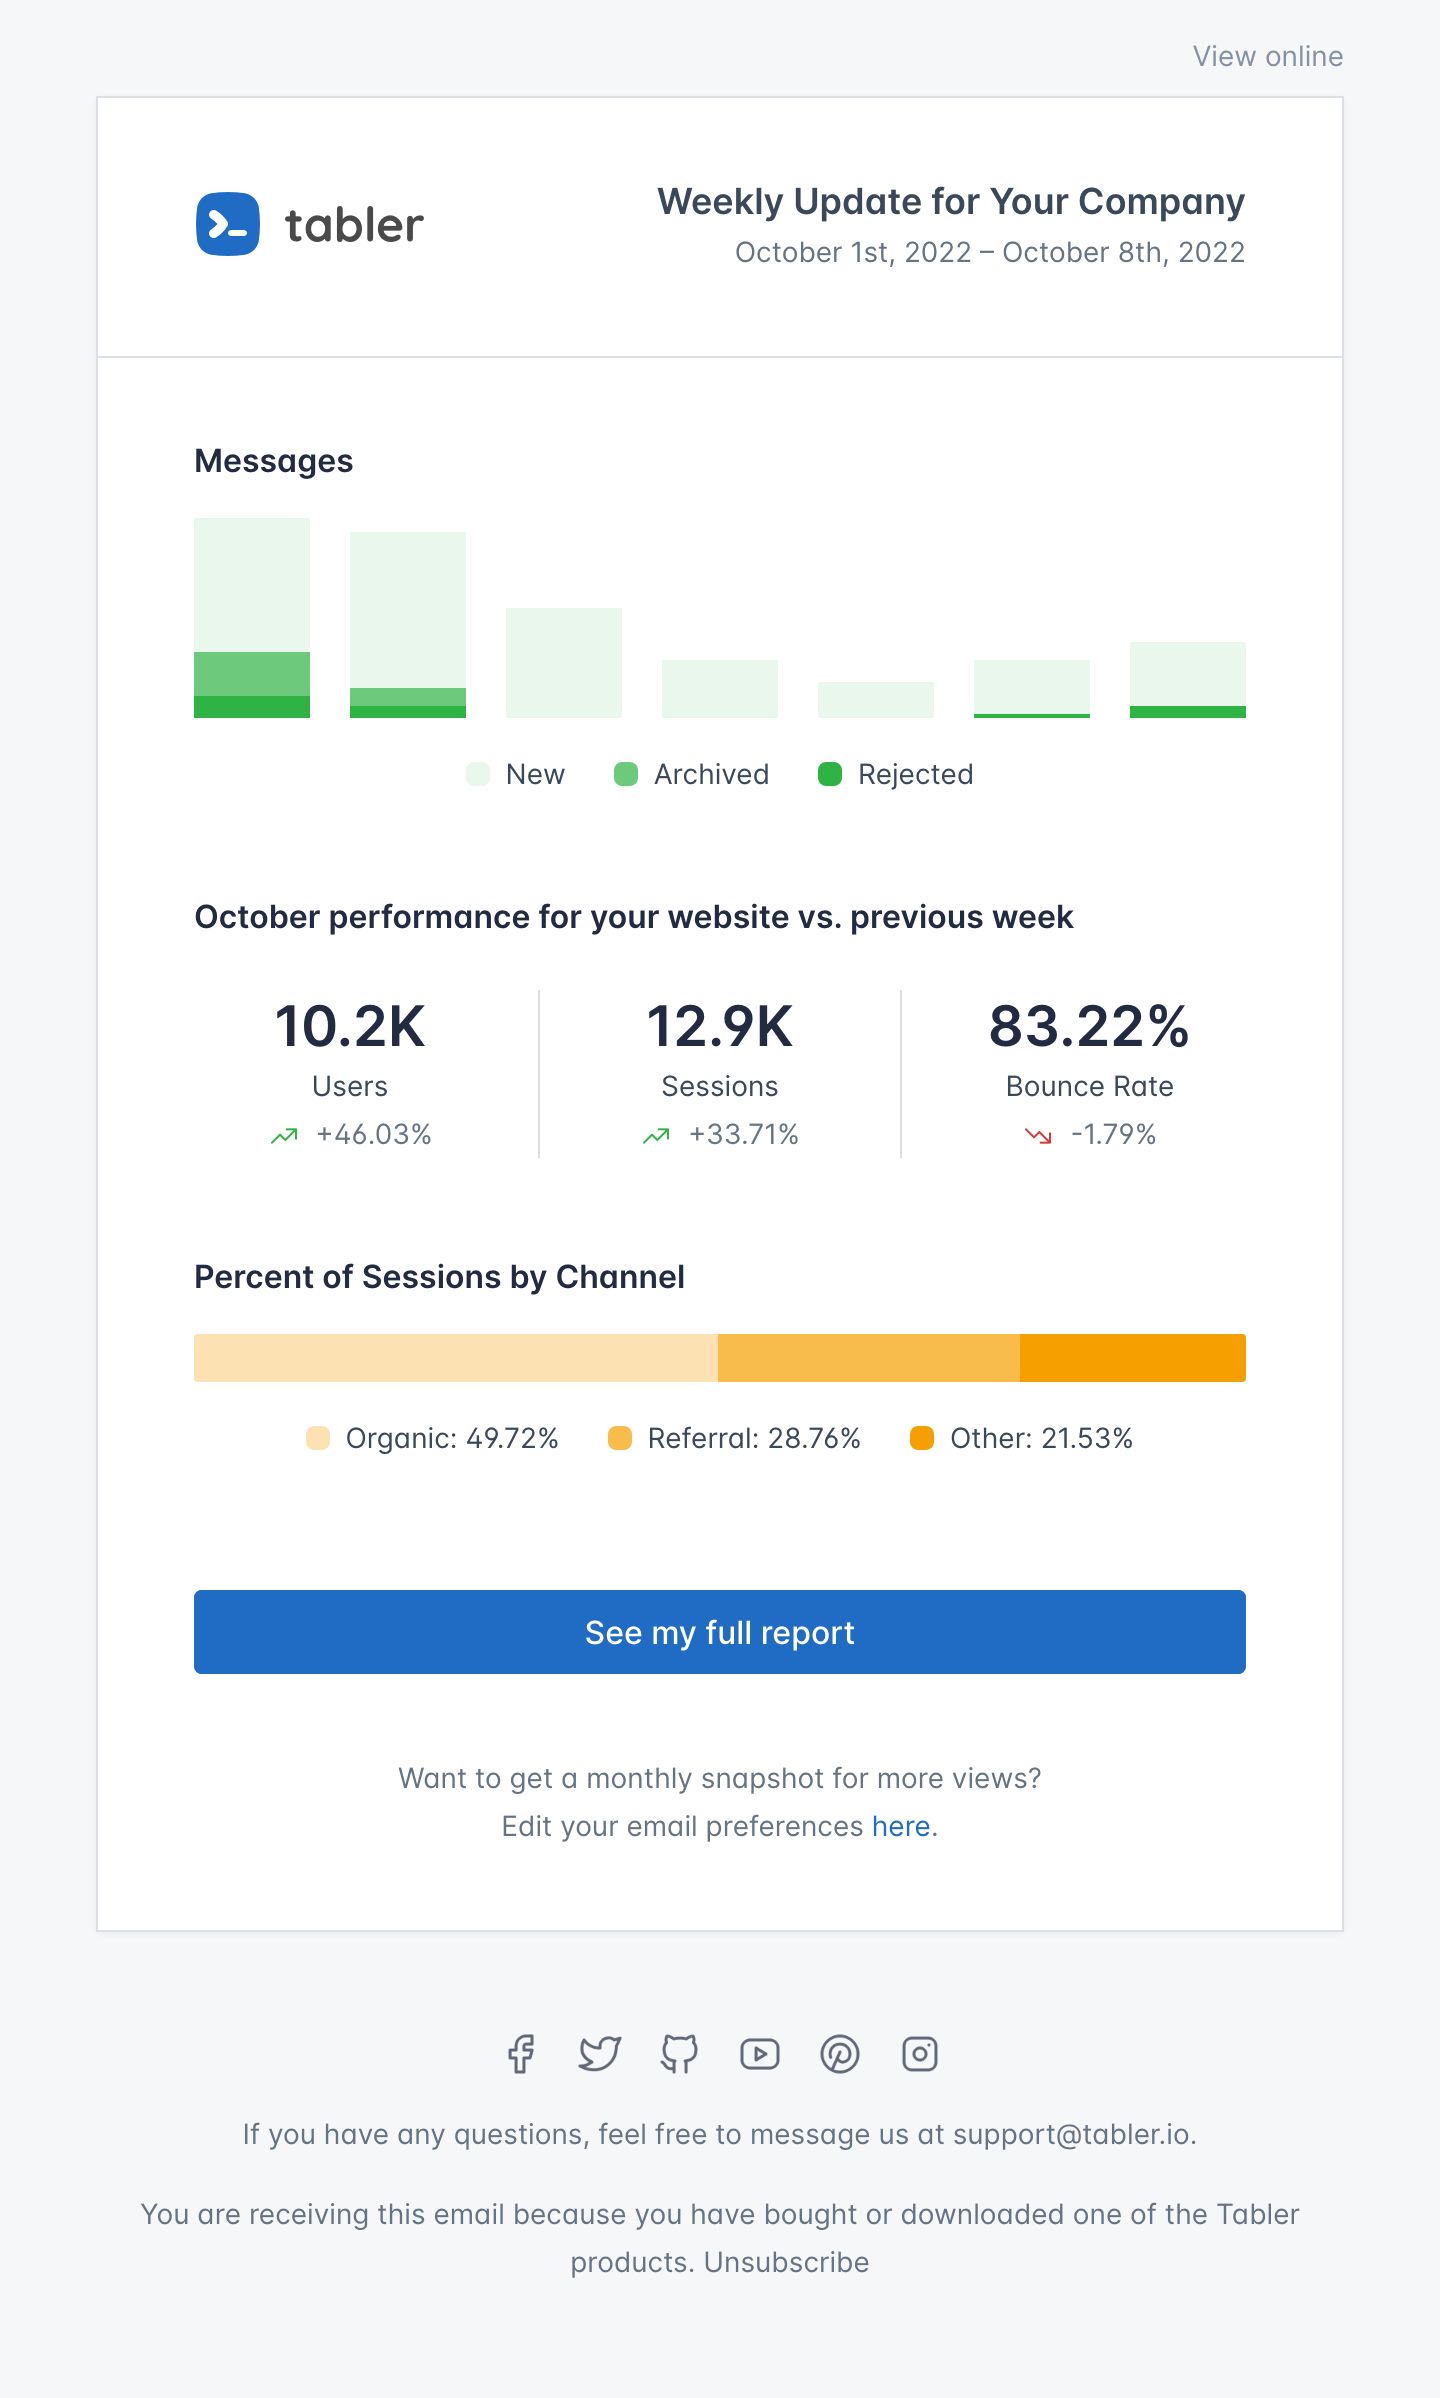 View online
tabler
Weekly Update for Your Company
October 1st, 2022 – October 8th, 2022
Messages
New
Archived
Rejected
October performance for your website vs. previous week
10.2K
Users
+46.03%
12.9K
Sessions
+33.71%
83.22%
Bounce Rate
-1.79%
Percent of Sessions by Channel
Organic: 49.72%
Referral: 28.76%
Other: 21.53%
See my full report
Want to get a monthly snapshot for more views?
Edit your email preferences here.
If you have any questions, feel free to message us at support@tabler.io.
You are receiving this email because you have bought or downloaded one of the Tabler
products. Unsubscribe